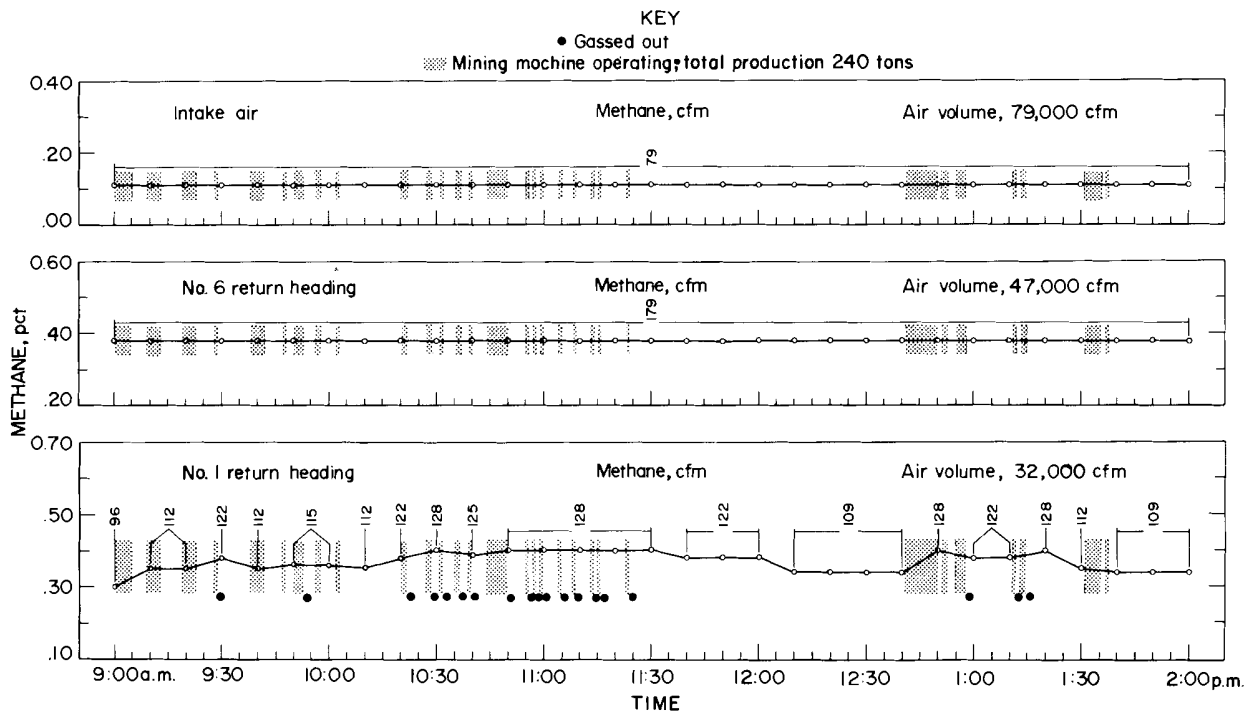 KEY
● Gassed out
Mining machine operating; total production 240 tons
0.40
Intake air Methane, cfm Air volume, 79,000 cfm
79
.20
.00
0.60
No. 6 return heading Methane, cfm Air volume, 47,000 cfm
79
.40
.20
METHANE, pct
0.70
No. 1 return heading Methane, cfm Air volume, 32,000 cfm
96 112 122 112 115 112 122 128 125 128 122 109 128 122 128 112 109
.50
.30
.10
9:00 a.m. 9:30 10:00 10:30 11:00 11:30 12:00 12:30 1:00 1:30 2:00 p.m.
TIME